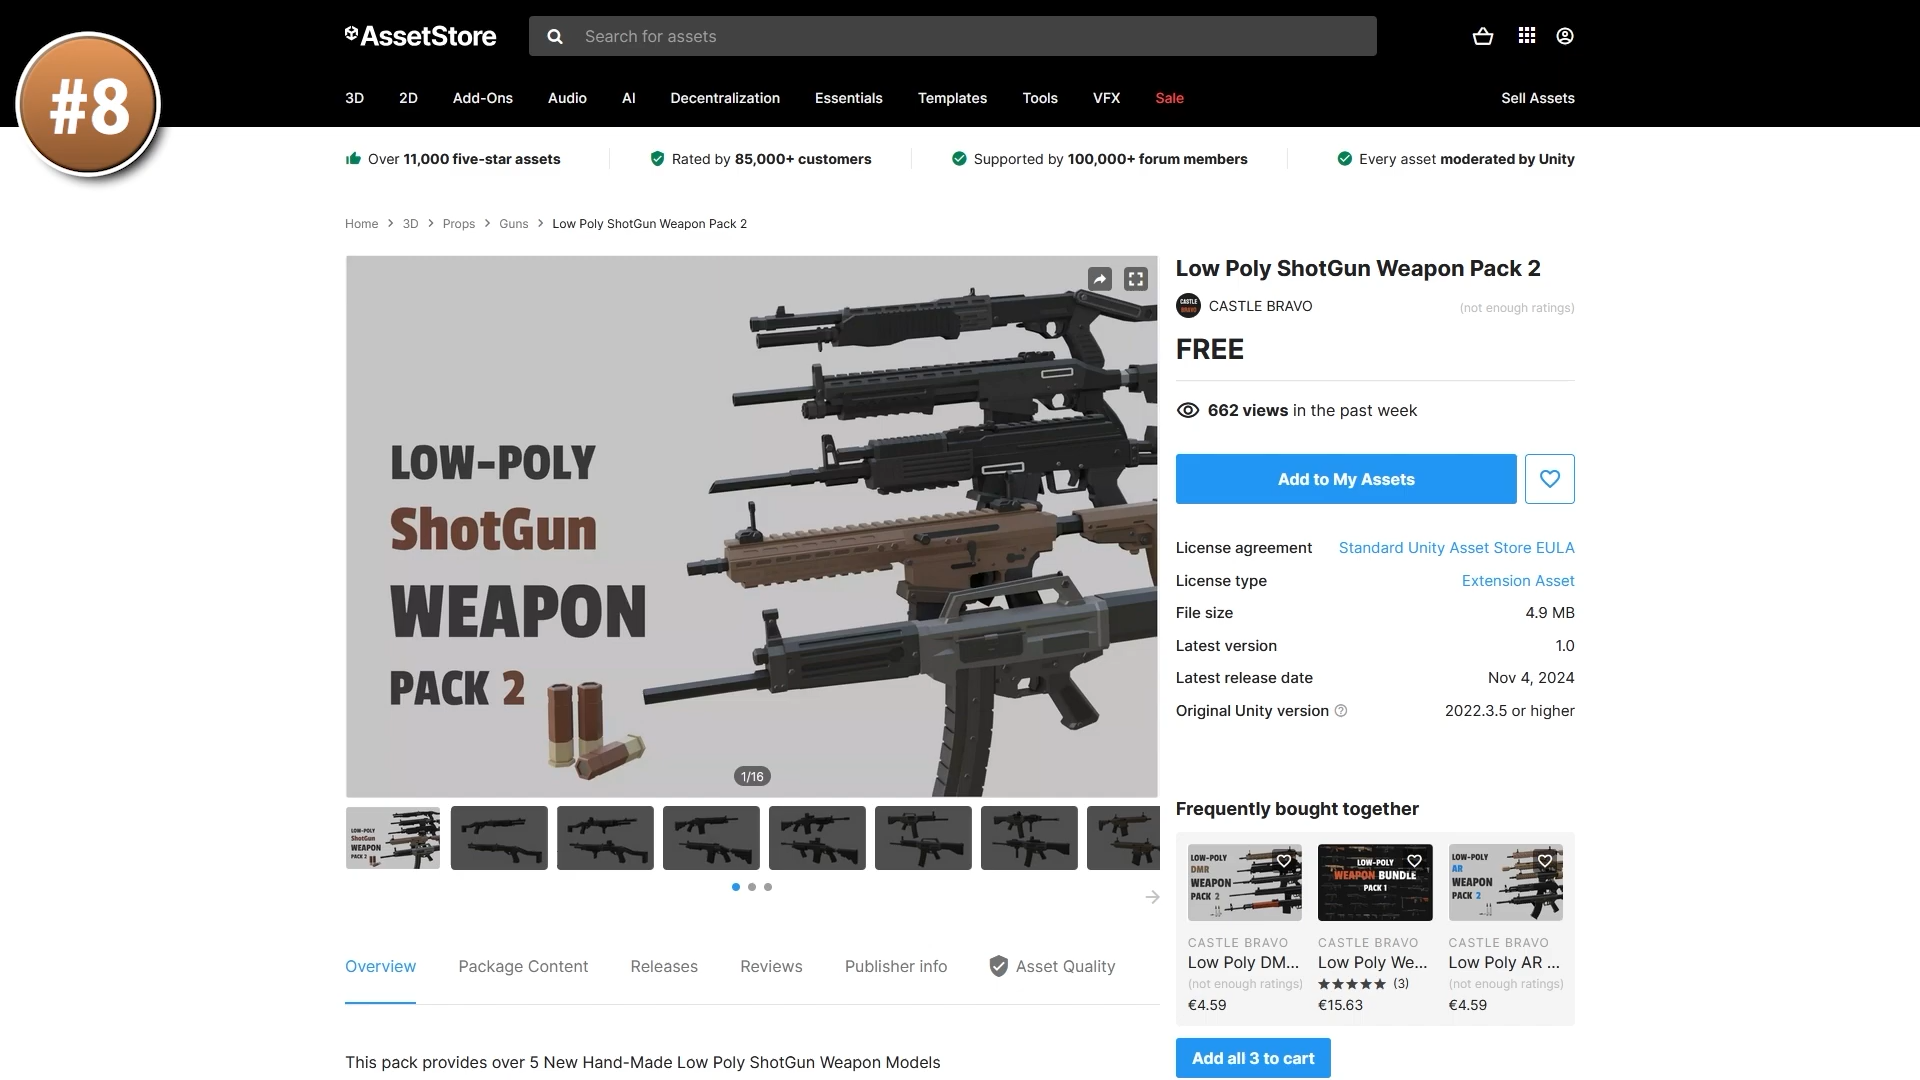 #8
AssetStore
Search for assets
3D 2D Add-Ons Audio AI Decentralization Essentials Templates Tools VFX Sale Sell Assets
Over 11,000 five-star assets
Rated by 85,000+ customers
Supported by 100,000+ forum members
Every asset moderated by Unity
Home > 3D > Props > Guns > Low Poly ShotGun Weapon Pack 2
LOW-POLY
ShotGun
WEAPON
PACK 2
1/16
LOW-POLY
ShotGun
WEAPON
PACK 2
Low Poly ShotGun Weapon Pack 2
CASTLE BRAVO
CASTLE BRAVO (not enough ratings)
FREE
662 views in the past week
Add to My Assets
License agreement Standard Unity Asset Store EULA
License type Extension Asset
File size 4.9 MB
Latest version 1.0
Latest release date Nov 4, 2024
Original Unity version 2022.3.5 or higher
Frequently bought together
LOW-POLY
DMR
WEAPON
PACK 2
LOW-POLY
WEAPON BUNDLE
PACK 1
LOW-POLY
AR
WEAPON
PACK 2
CASTLE BRAVO CASTLE BRAVO CASTLE BRAVO
Low Poly DM... Low Poly We... Low Poly AR ...
(not enough ratings) (3) (not enough ratings)
€4.59 €15.63 €4.59
Add all 3 to cart
Overview Package Content Releases Reviews Publisher info Asset Quality
This pack provides over 5 New Hand-Made Low Poly ShotGun Weapon Models